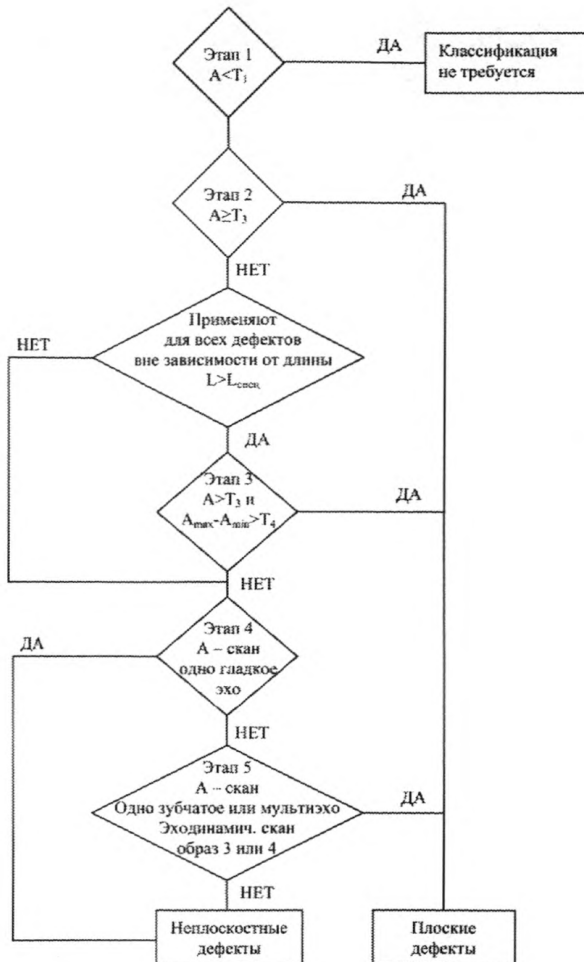 Этап 1
A<T₁
ДА
Классификация
не требуется
Этап 2
A≥T₃
ДА
НЕТ
Применяют
для всех дефектов
вне зависимости от длины
L>Lспец
НЕТ
ДА
Этап 3
A>T₃ и
Amax-Amin>T₄
ДА
НЕТ
Этап 4
А – скан
одно гладкое
эхо
ДА
НЕТ
Этап 5
А – скан
Одно зубчатое или мультиэхо
Эходинамич. скан
образ 3 или 4
ДА
НЕТ
Неплоскостные
дефекты
Плоские
дефекты